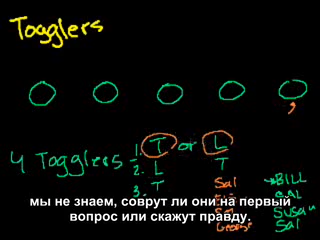 Togglers
4 Togglers 1. T or L
2. L T
3. T
Sal
BILL
SAL
Susan
George
мы не знаем, соврут ли они на первый
вопрос или скажут правду.